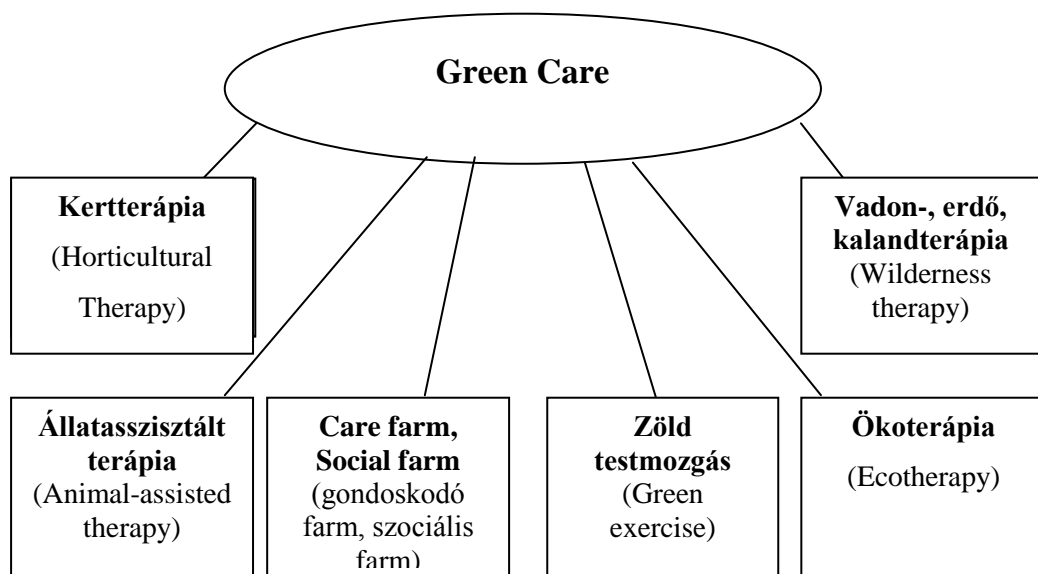 Green Care
Kertterápia
(Horticultural
Therapy)
Vadon-, erdő,
kalandterápia
(Wilderness
therapy)
Állatasszisztált
terápia
(Animal-assisted
therapy)
Care farm,
Social farm
(gondoskodó
farm, szociális
farm)
Zöld
testmozgás
(Green
exercise)
Ökoterápia
(Ecotherapy)